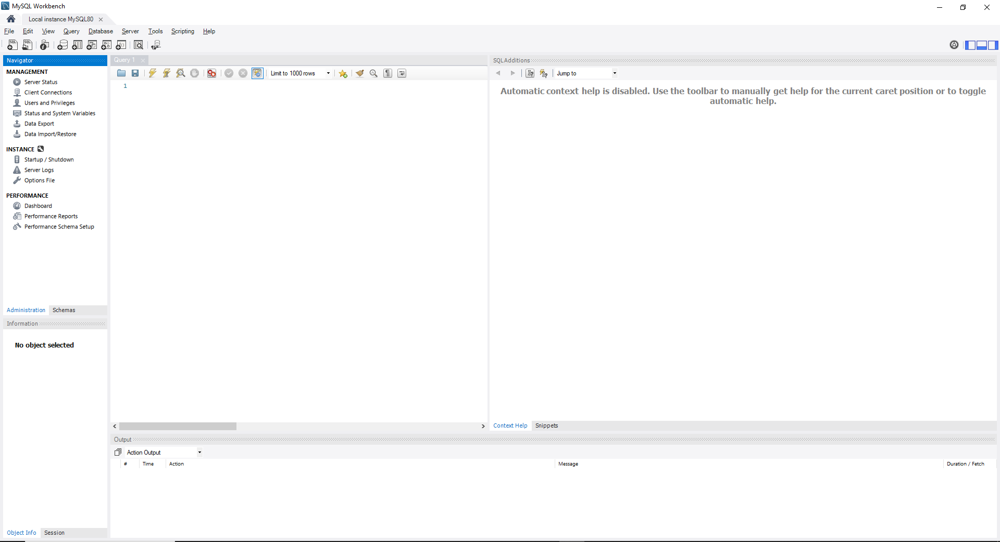 MySQL Workbench
Local instance MySQL80
File Edit View Query Database Server Tools Scripting Help
Navigator
MANAGEMENT
Server Status
Client Connections
Users and Privileges
Status and System Variables
Data Export
Data Import/Restore
INSTANCE
Startup / Shutdown
Server Logs
Options File
PERFORMANCE
Dashboard
Performance Reports
Performance Schema Setup
Administration Schemas
Information
No object selected
Object Info Session
Query 1
Limit to 1000 rows
1
SQLAdditions
Jump to
Automatic context help is disabled. Use the toolbar to manually get help for the current caret position or to toggle
automatic help.
Context Help Snippets
Output
Action Output
# Time Action Message Duration / Fetch